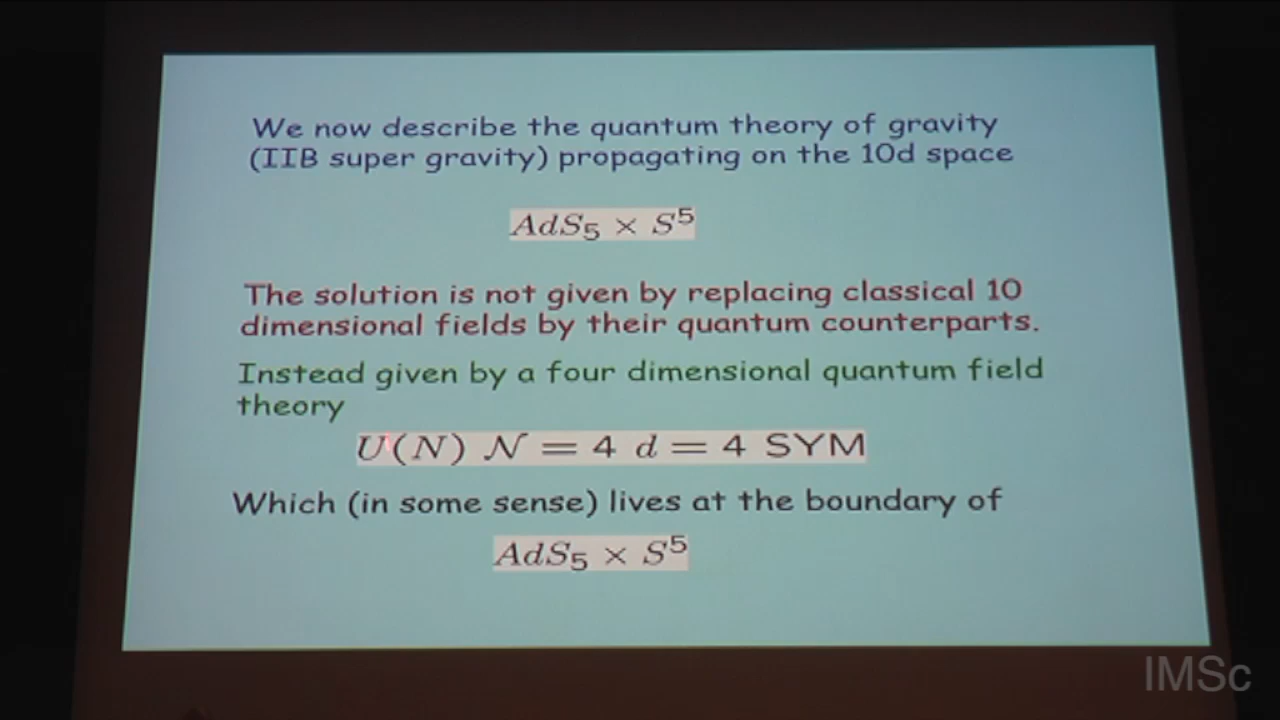 We now describe the quantum theory of gravity
(IIB super gravity) propagating on the 10d space
AdS₅ × S⁵
The solution is not given by replacing classical 10
dimensional fields by their quantum counterparts.
Instead given by a four dimensional quantum field
theory
U(N) 𝒩 = 4 d = 4 SYM
Which (in some sense) lives at the boundary of
AdS₅ × S⁵
IMSc